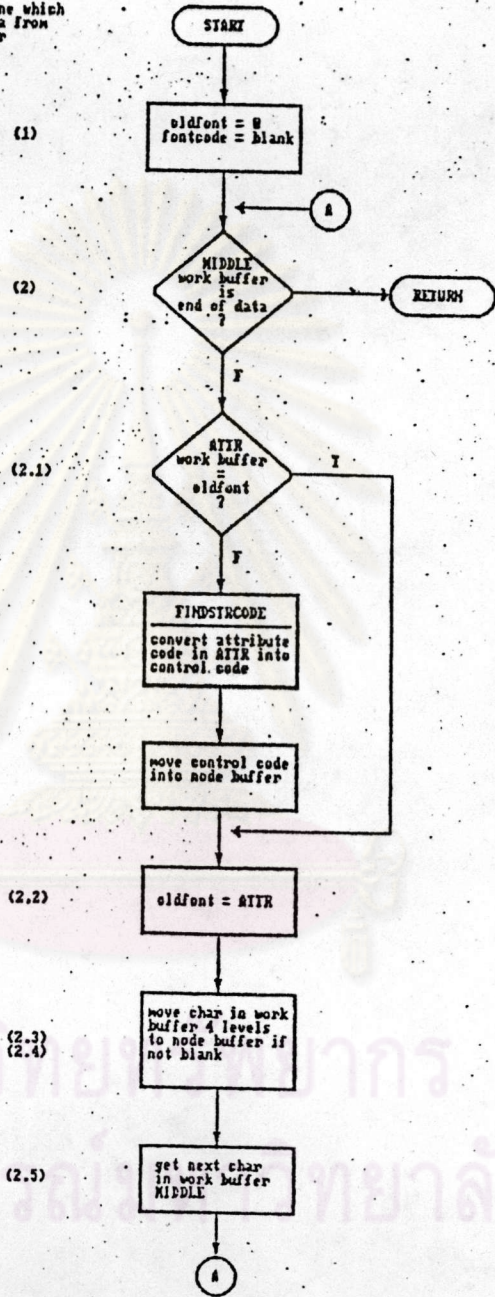 ne which
a from
r
START
(1)
oldfont = 0
fontcode = blank
A
(2)
MIDDLE
work buffer
is
end of data
?
RETURN
F
(2.1)
ATTR
work buffer
=
oldfont
?
T
F
FINDSTRCODE
convert attribute
code in ATTR into
control code
move control code
into node buffer
(2.2)
oldfont = ATTR
(2.3)
(2.4)
move char in work
buffer 4 levels
to node buffer if
not blank
(2.5)
get next char
in work buffer
MIDDLE
A